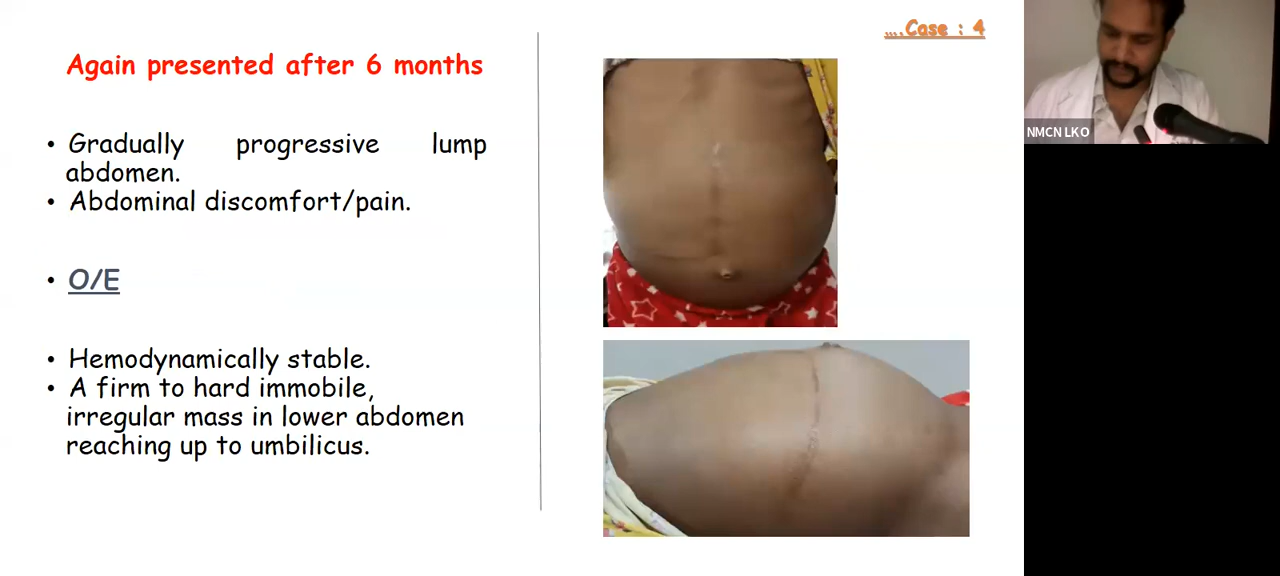 ....Case : 4
Again presented after 6 months
• Gradually progressive lump
abdomen.
• Abdominal discomfort/pain.
• O/E
• Hemodynamically stable.
• A firm to hard immobile,
irregular mass in lower abdomen
reaching up to umbilicus.
NMCN LKO